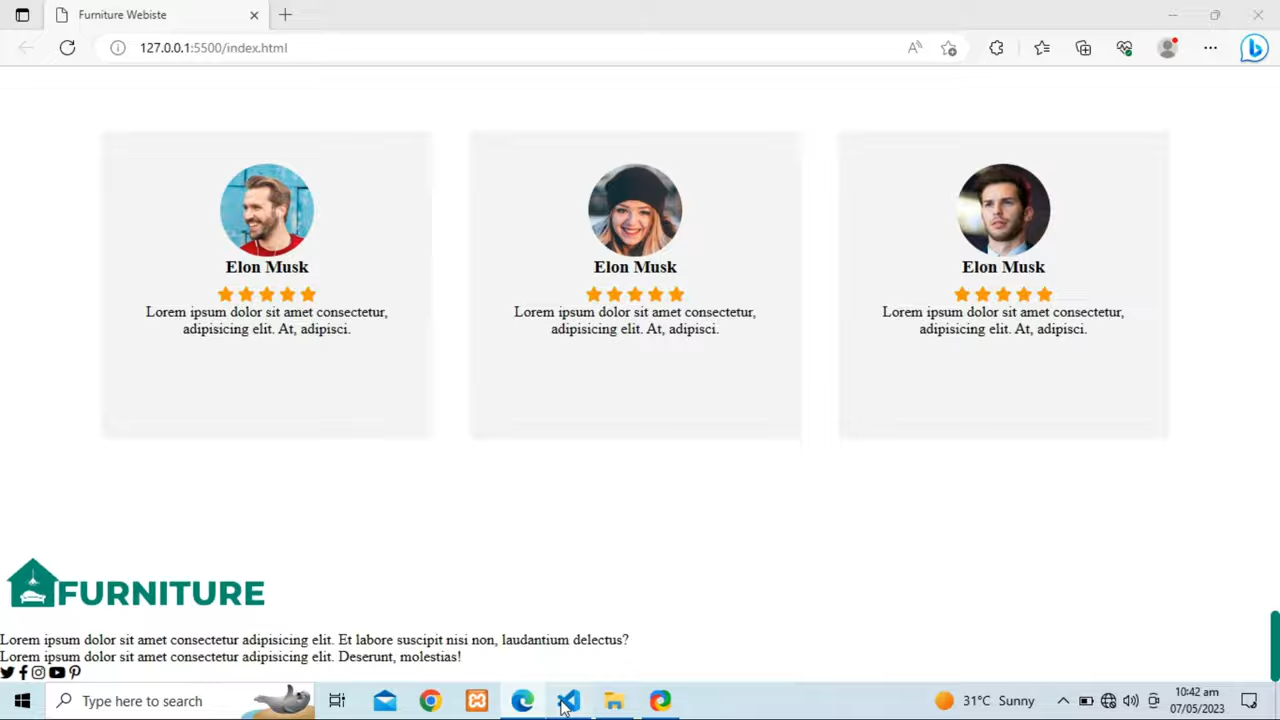 Furniture Webiste
127.0.0.1:5500/index.html
Elon Musk
Lorem ipsum dolor sit amet consectetur,
adipisicing elit. At, adipisci.
Elon Musk
Lorem ipsum dolor sit amet consectetur,
adipisicing elit. At, adipisci.
Elon Musk
Lorem ipsum dolor sit amet consectetur,
adipisicing elit. At, adipisci.
FURNITURE
Lorem ipsum dolor sit amet consectetur adipisicing elit. Et labore suscipit nisi non, laudantium delectus?
Lorem ipsum dolor sit amet consectetur adipisicing elit. Deserunt, molestias!
Type here to search
31°C Sunny
10:42 am
07/05/2023